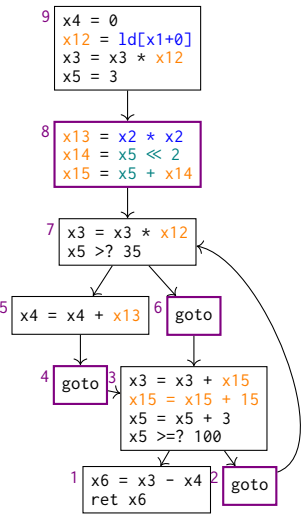 9
x4 = 0
x12 = ld[x1+0]
x3 = x3 * x12
x5 = 3
8
x13 = x2 * x2
x14 = x5 ≪ 2
x15 = x5 + x14
7
x3 = x3 * x12
x5 >? 35
5
x4 = x4 + x13
6
goto
4
goto
3
x3 = x3 + x15
x15 = x15 + 15
x5 = x5 + 3
x5 >=? 100
1
x6 = x3 - x4
ret x6
2
goto